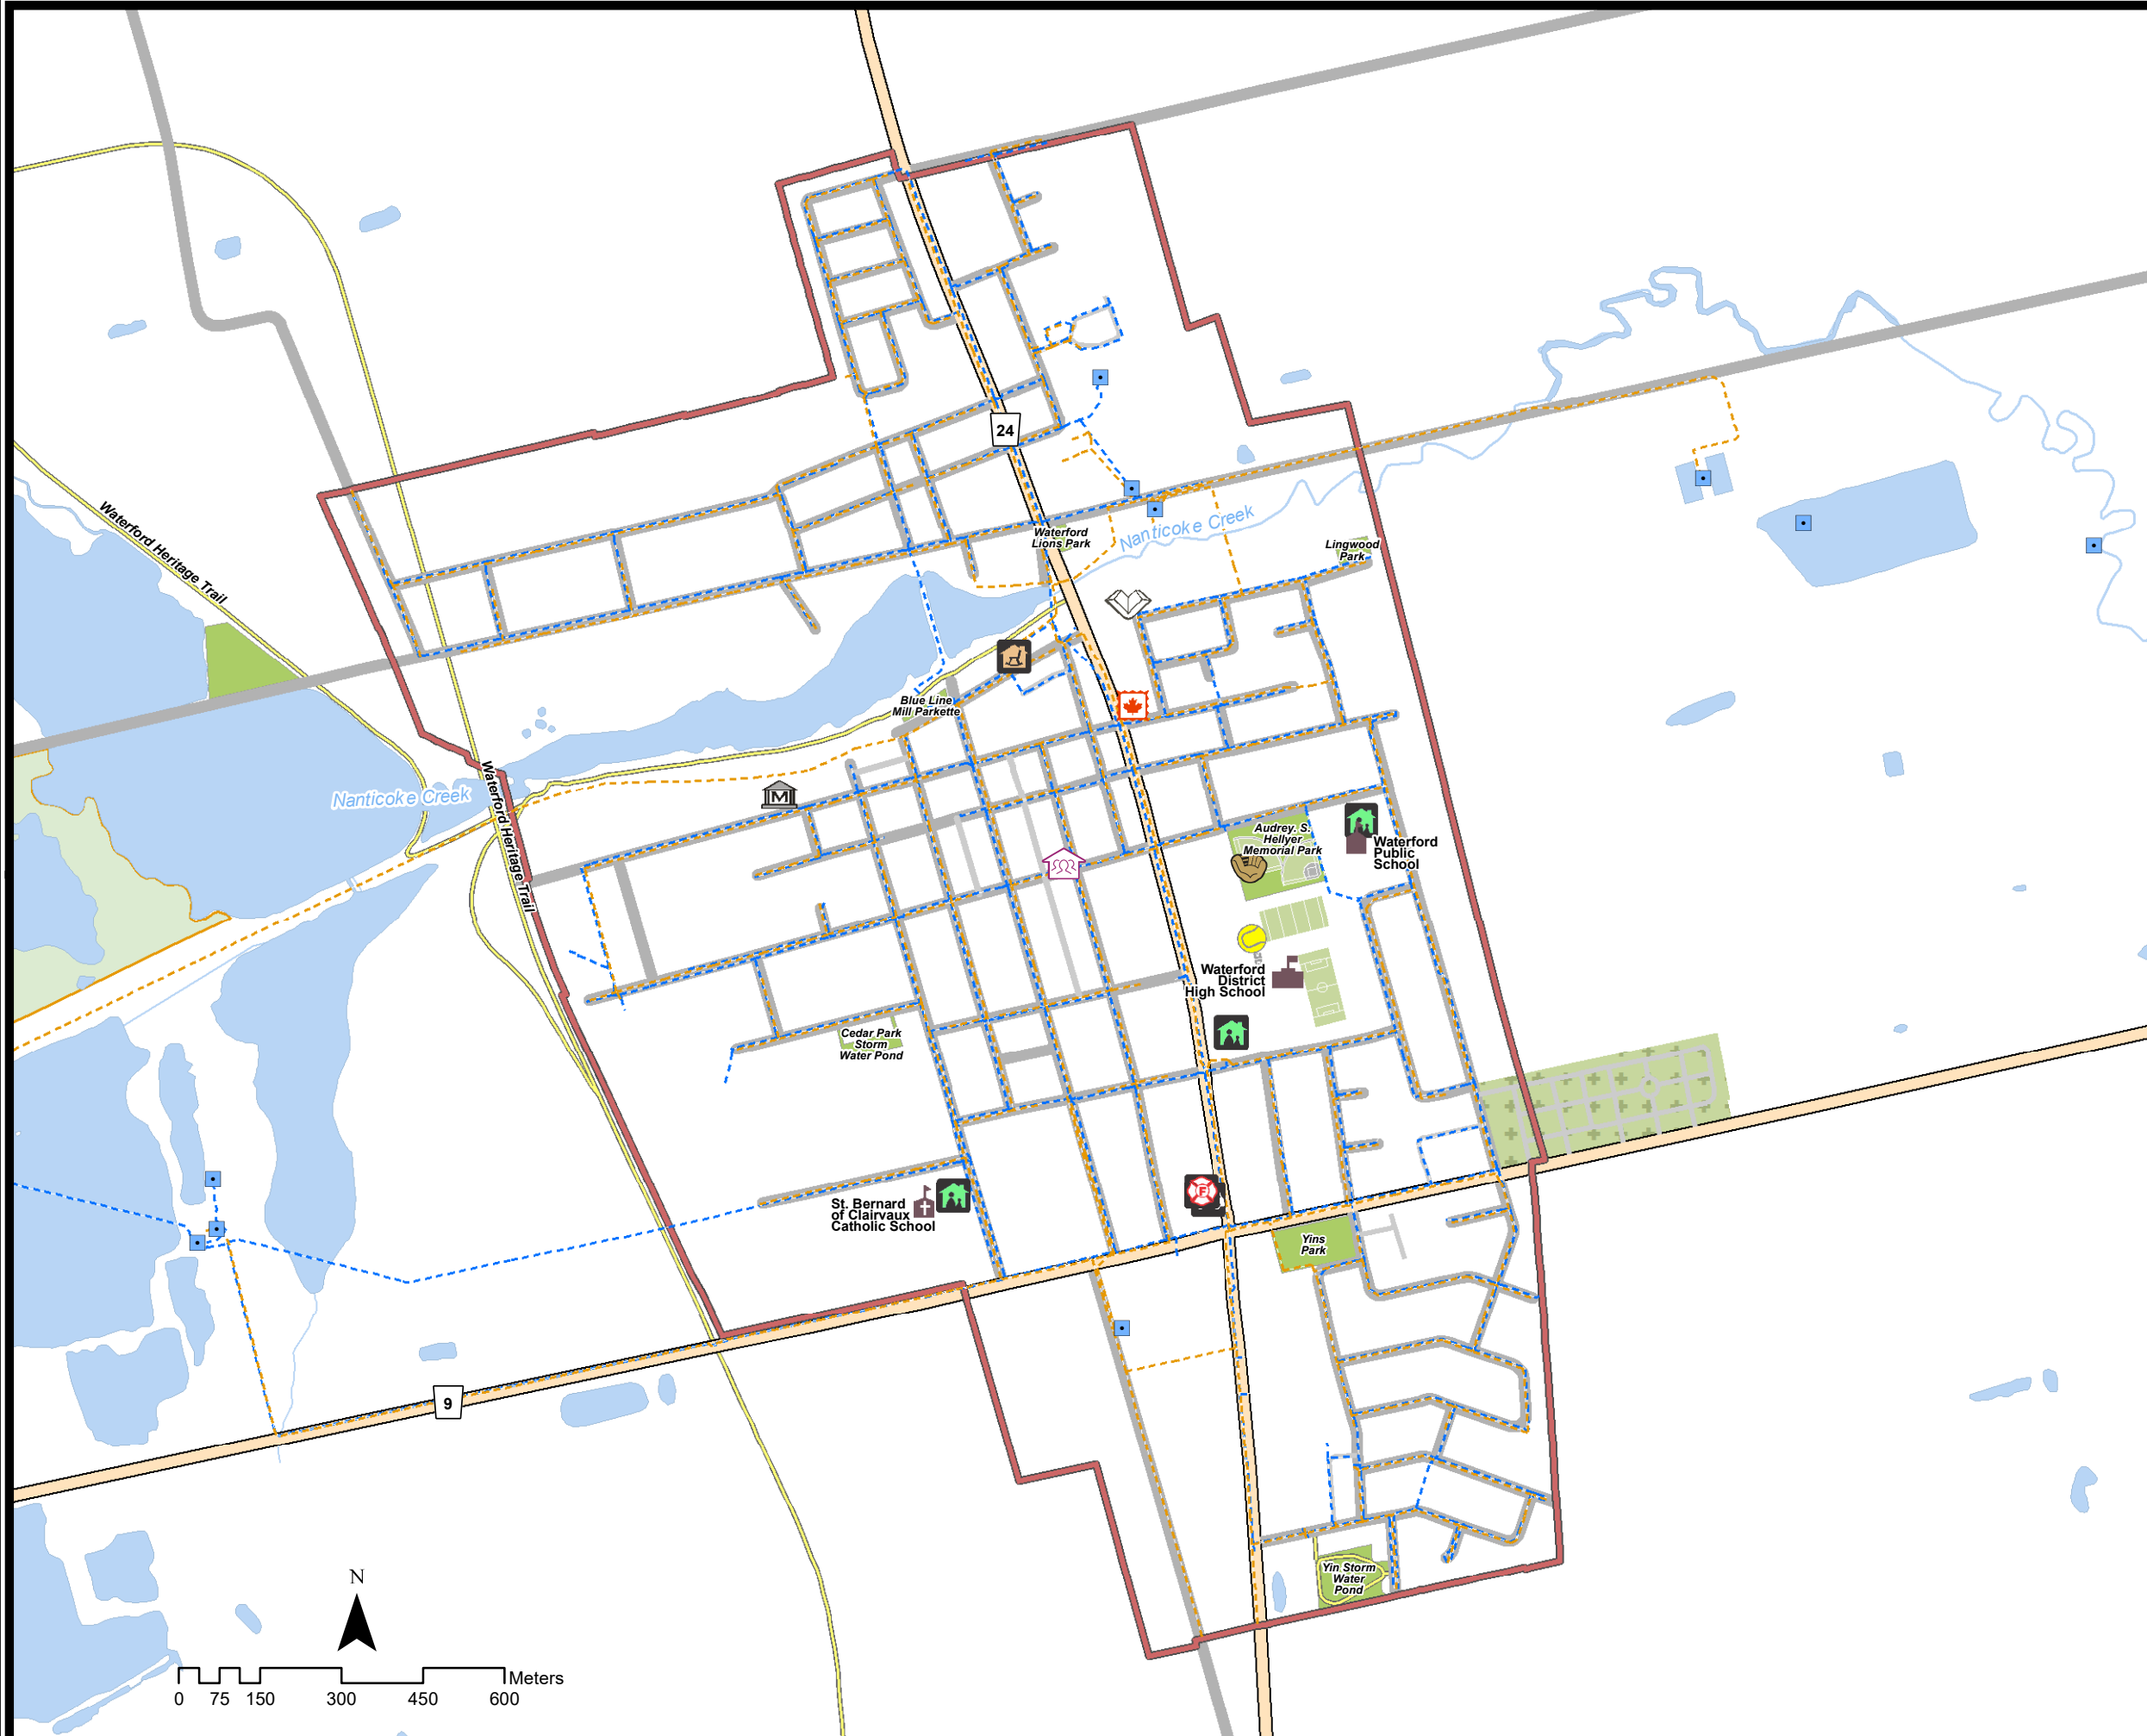 24
Waterford Heritage Trail
Waterford
Lions Park
Nanticoke Creek
Lingwood
Park
Blue Line
Mill Parkette
Nanticoke Creek
Waterford Heritage Trail
M
Audrey. S.
Hellyer
Memorial Park
Waterford
Public
School
Waterford
District
High School
Cedar Park
Storm
Water Pond
St. Bernard
of Clairvaux
Catholic School
F
Yins
Park
9
Yin Storm
Water
Pond
N
Meters
0 75 150 300 450 600